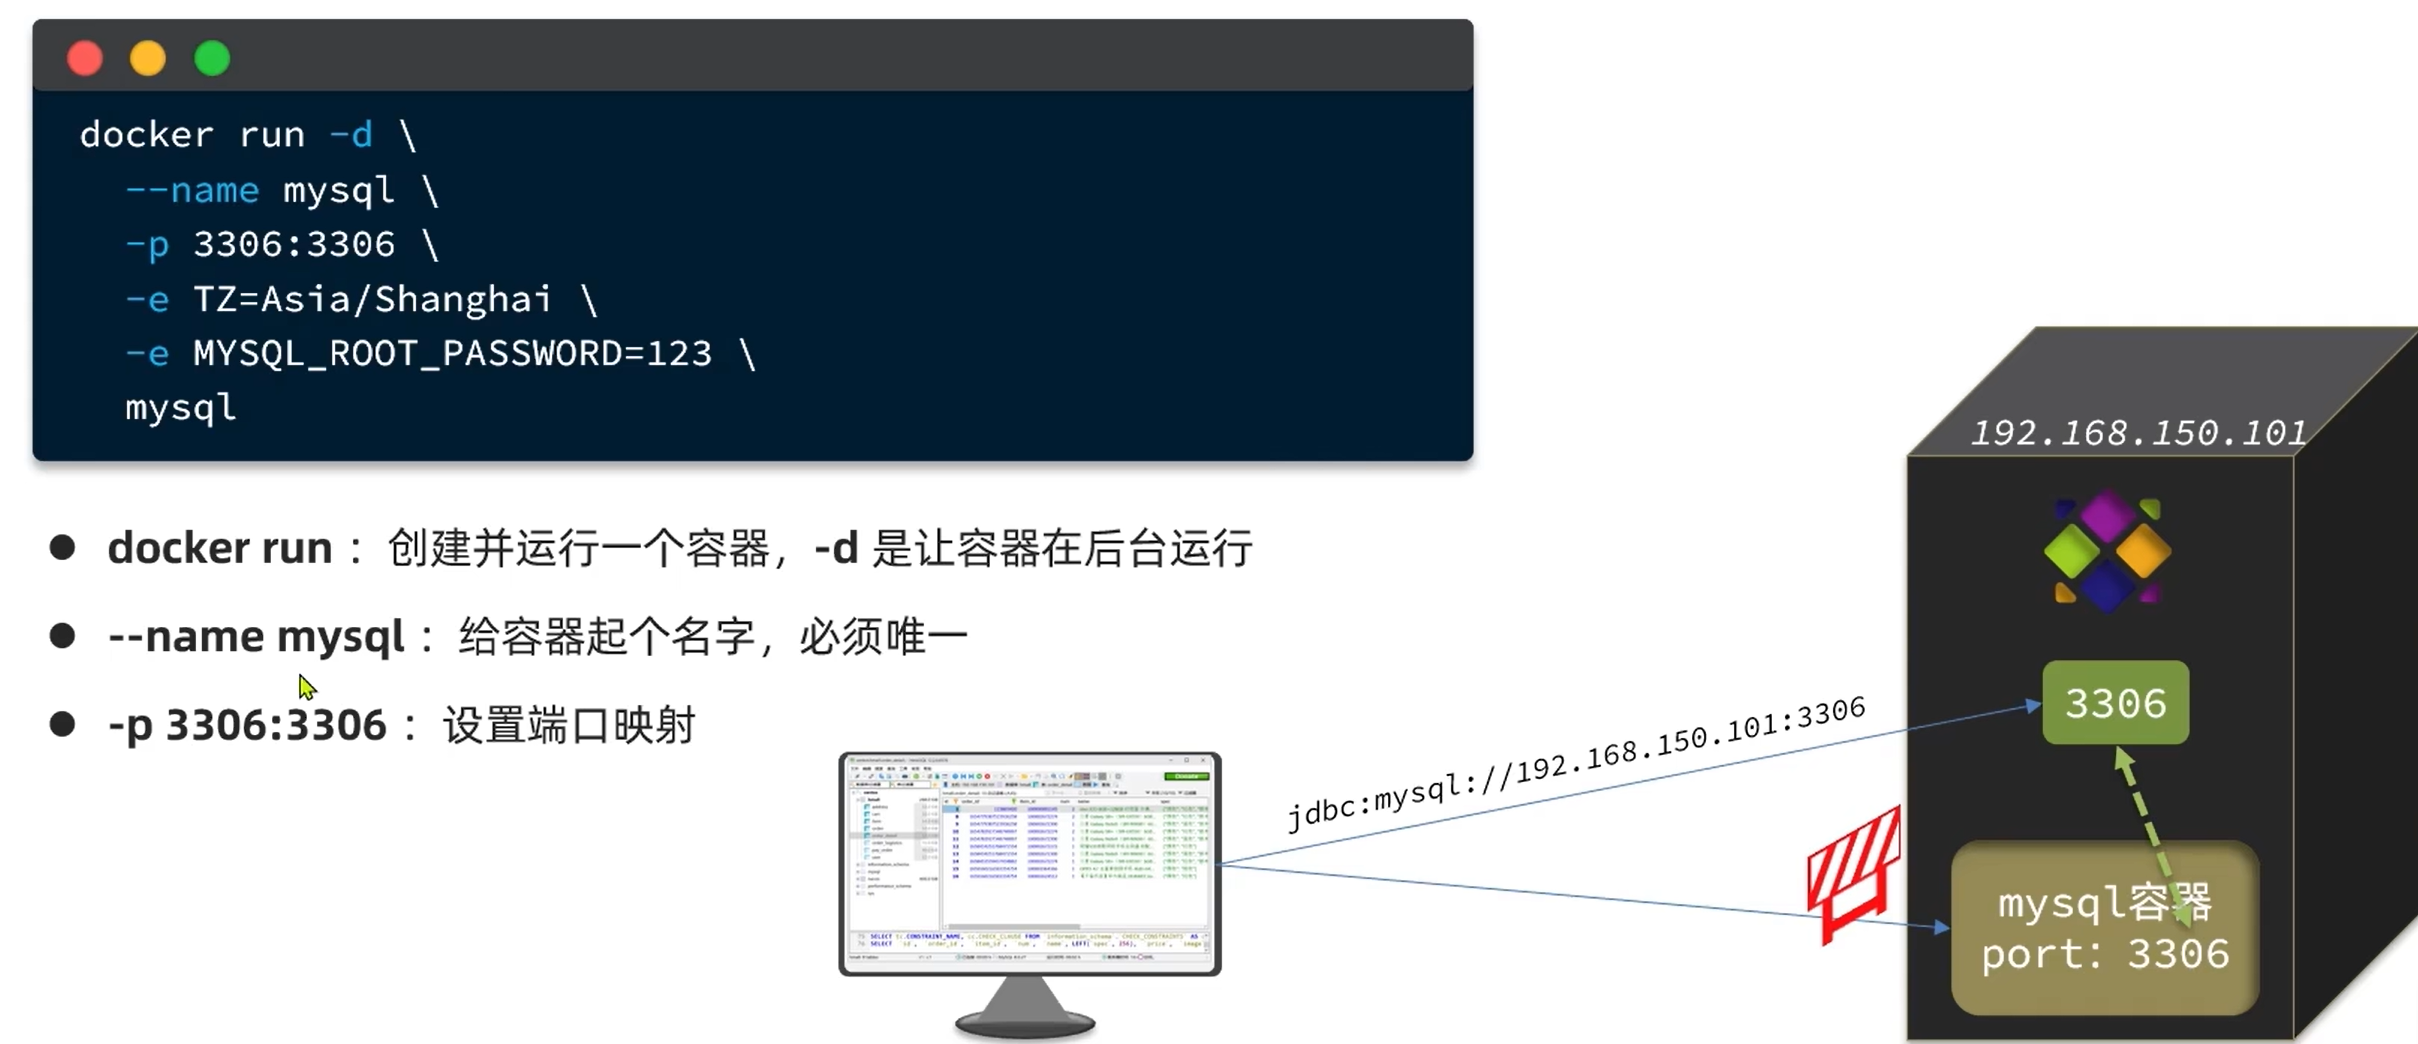 docker run -d \
--name mysql \
-p 3306:3306 \
-e TZ=Asia/Shanghai \
-e MYSQL_ROOT_PASSWORD=123 \
mysql
docker run： 创建并运行一个容器，-d 是让容器在后台运行
--name mysql： 给容器起个名字，必须唯一
-p 3306:3306： 设置端口映射
jdbc:mysql://192.168.150.101:3306
192.168.150.101
3306
mysql容器
port: 3306